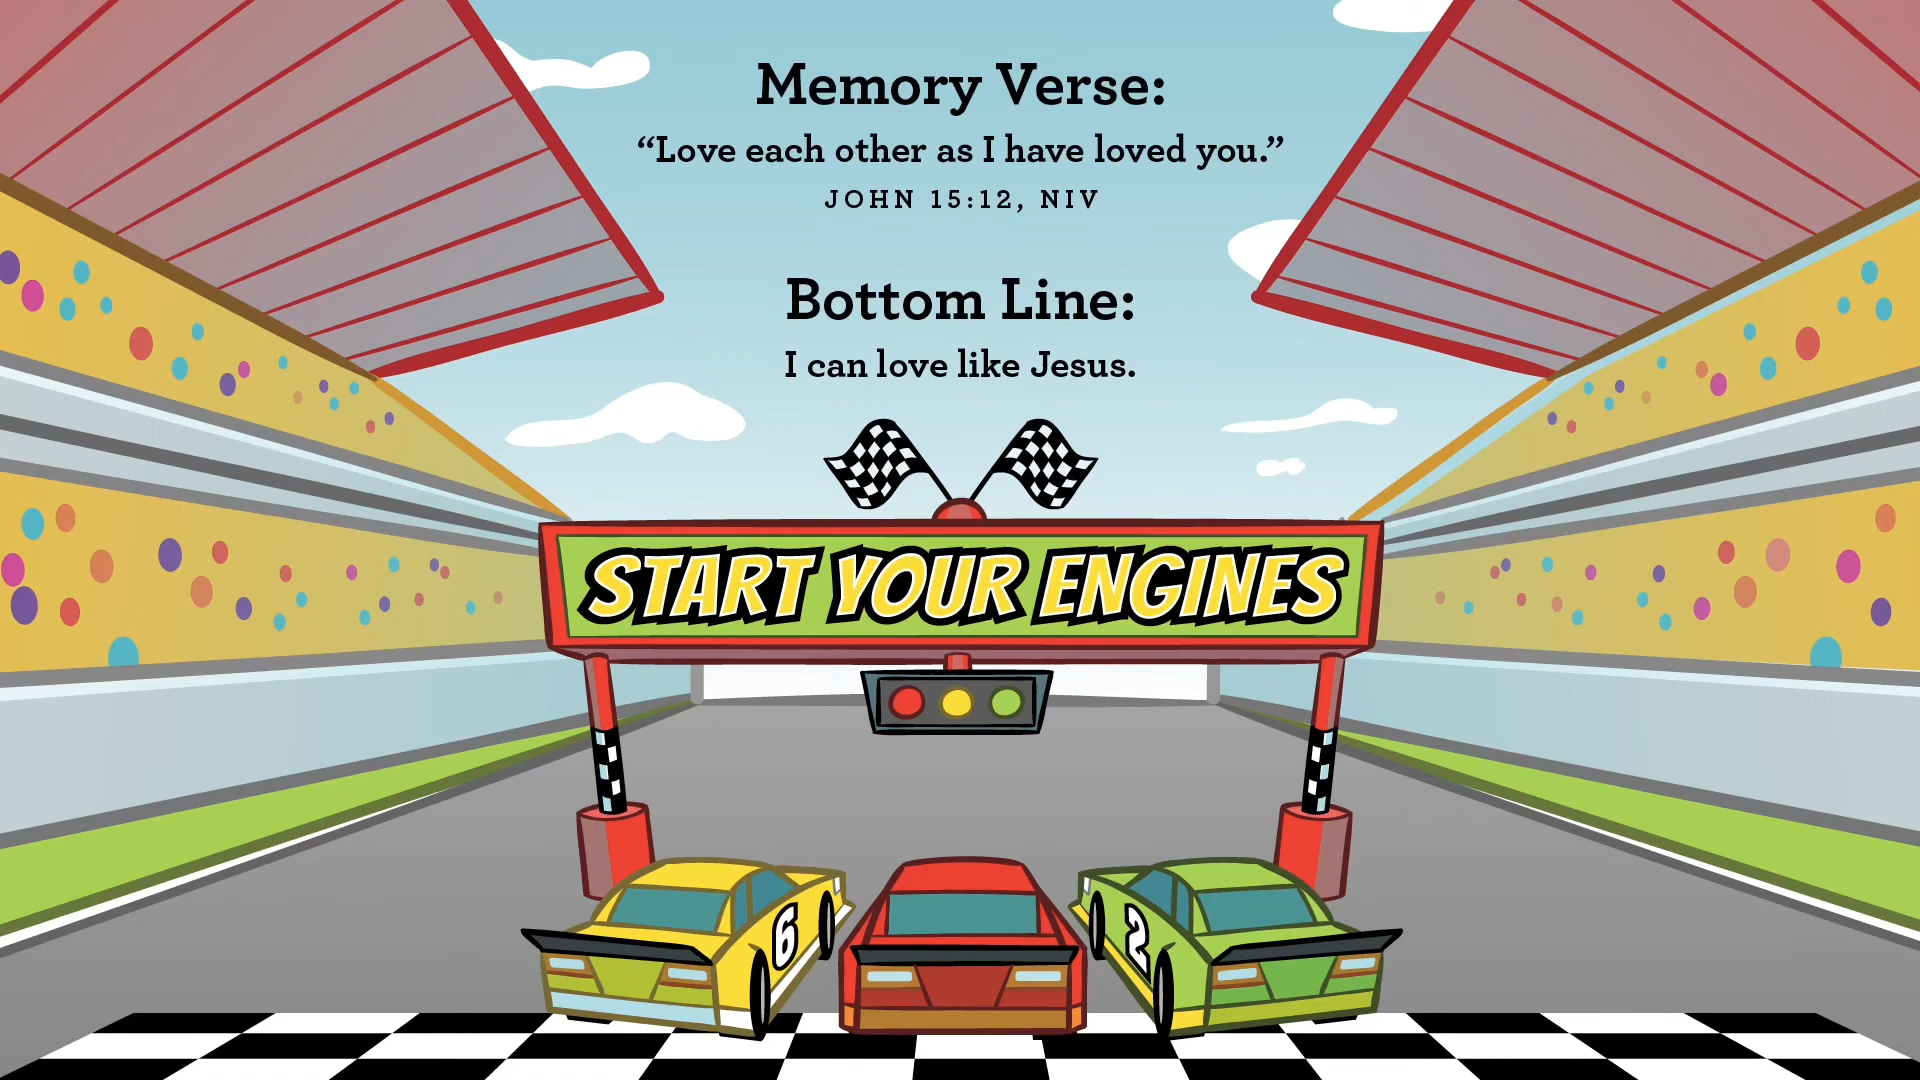 Memory Verse:
“Love each other as I have loved you.”
JOHN 15:12, NIV
Bottom Line:
I can love like Jesus.
START YOUR ENGINES
6
2